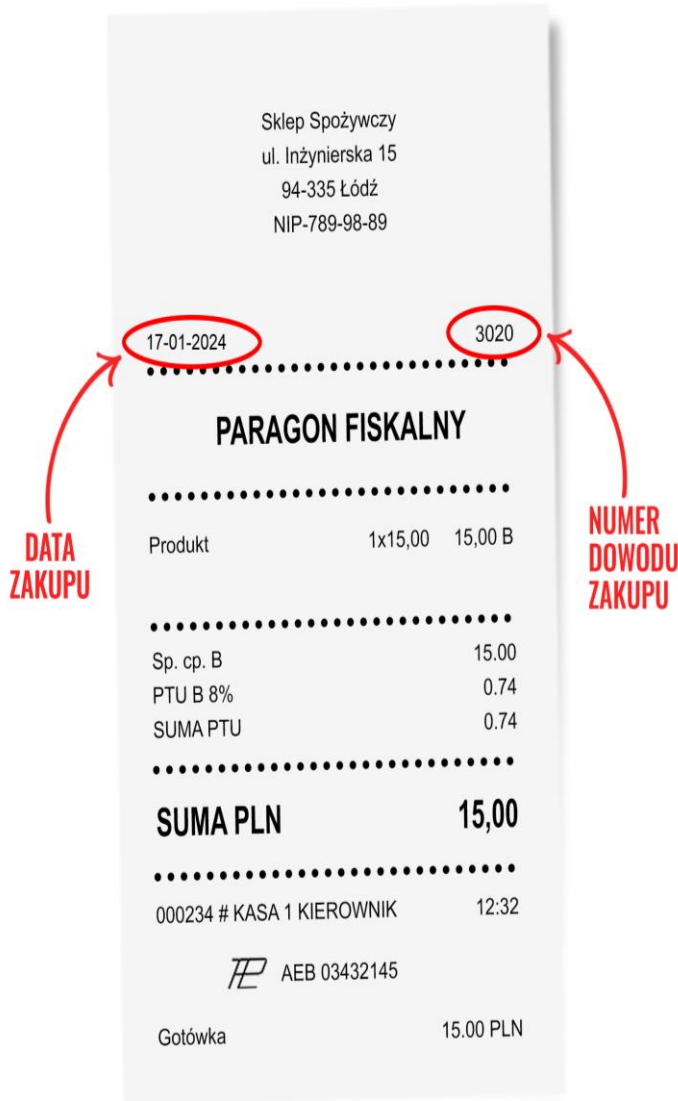 Sklep Spożywczy
ul. Inżynierska 15
94-335 Łódź
NIP-789-98-89
17-01-2024 3020
PARAGON FISKALNY
Produkt 1x15,00 15,00 B
DATA
ZAKUPU
NUMER
DOWODU
ZAKUPU
Sp. cp. B 15.00
PTU B 8% 0.74
SUMA PTU 0.74
SUMA PLN 15,00
000234 # KASA 1 KIEROWNIK 12:32
AEB 03432145
Gotówka 15.00 PLN